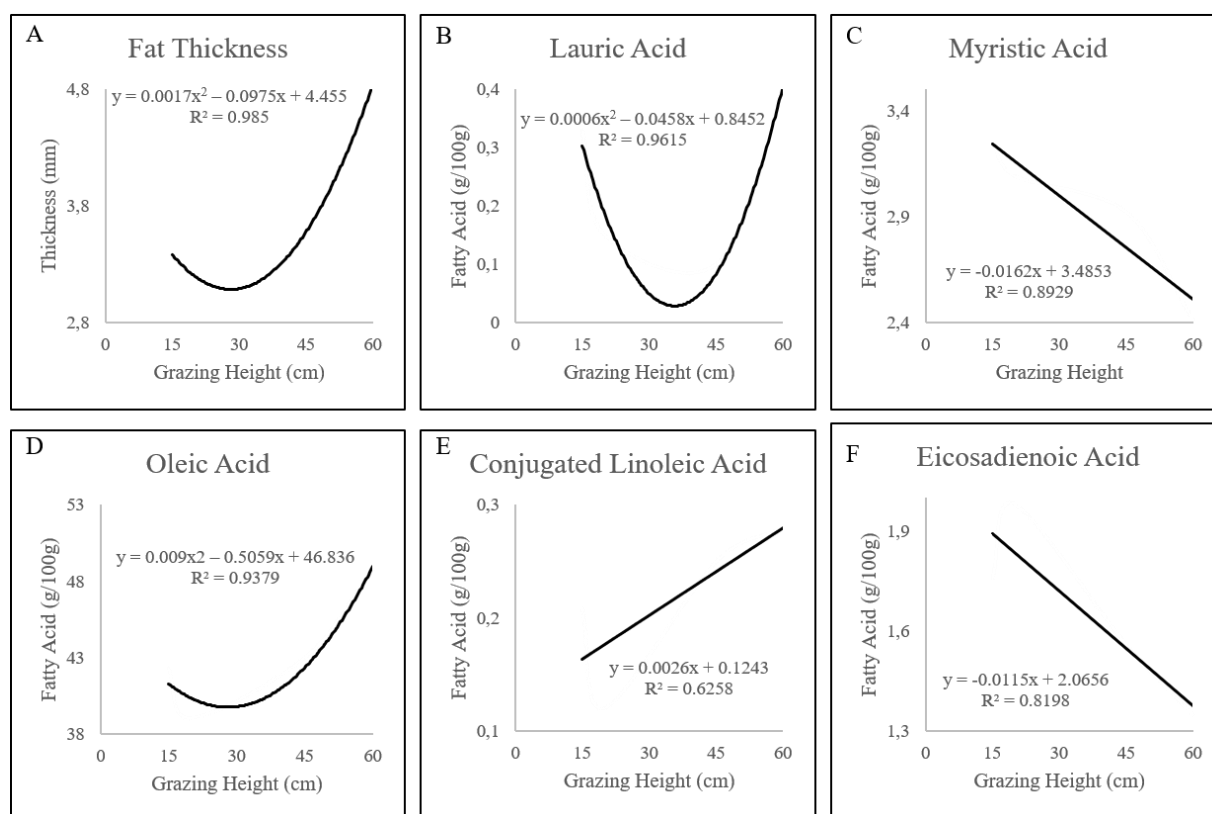 A
Fat Thickness
y = 0.0017x² – 0.0975x + 4.455
R² = 0.985
4,8
3,8
2,8
Thickness (mm)
0 15 30 45 60
Grazing Height (cm)
B
Lauric Acid
y = 0.0006x² – 0.0458x + 0.8452
R² = 0.9615
0,4
0,3
0,2
0,1
0
Fatty Acid (g/100g)
0 15 30 45 60
Grazing Height (cm)
C
Myristic Acid
3,4
2,9
2,4
Fatty Acid (g/100g)
y = -0.0162x + 3.4853
R² = 0.8929
0 15 30 45 60
Grazing Height
D
Oleic Acid
53
48
43
38
Fatty Acid (g/100g)
y = 0.009x2 – 0.5059x + 46.836
R² = 0.9379
0 15 30 45 60
Grazing Height (cm)
E
Conjugated Linoleic Acid
0,3
0,2
0,1
Fatty Acid (g/100g)
y = 0.0026x + 0.1243
R² = 0.6258
0 15 30 45 60
Grazing Height (cm)
F
Eicosadienoic Acid
1,9
1,6
1,3
Fatty Acid (g/100g)
y = -0.0115x + 2.0656
R² = 0.8198
0 15 30 45 60
Grazing Height (cm)